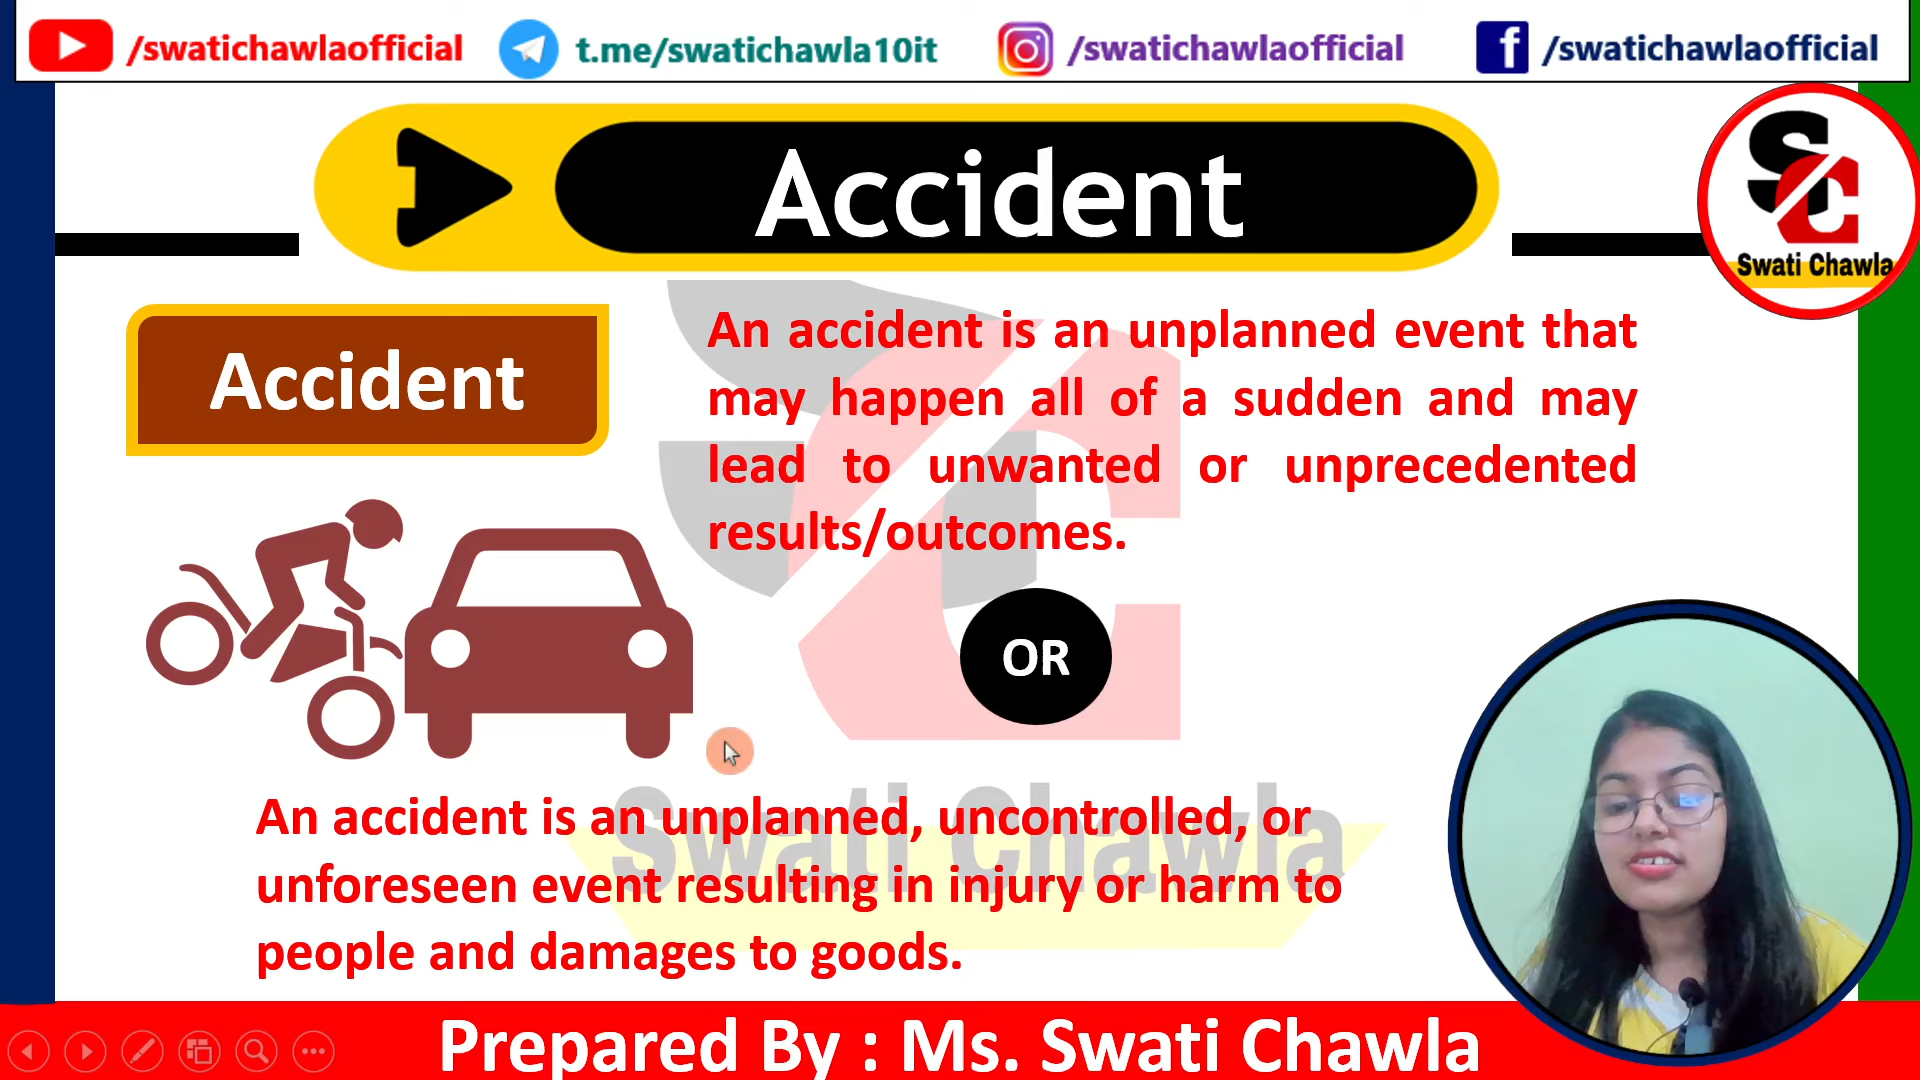 /swatichawlaofficial
t.me/swatichawla10it
/swatichawlaofficial
/swatichawlaofficial
Accident
SC
Swati Chawla
Accident
An accident is an unplanned event that
may happen all of a sudden and may
lead to unwanted or unprecedented
results/outcomes.
OR
Swati Chawla
An accident is an unplanned, uncontrolled, or
unforeseen event resulting in injury or harm to
people and damages to goods.
Prepared By : Ms. Swati Chawla